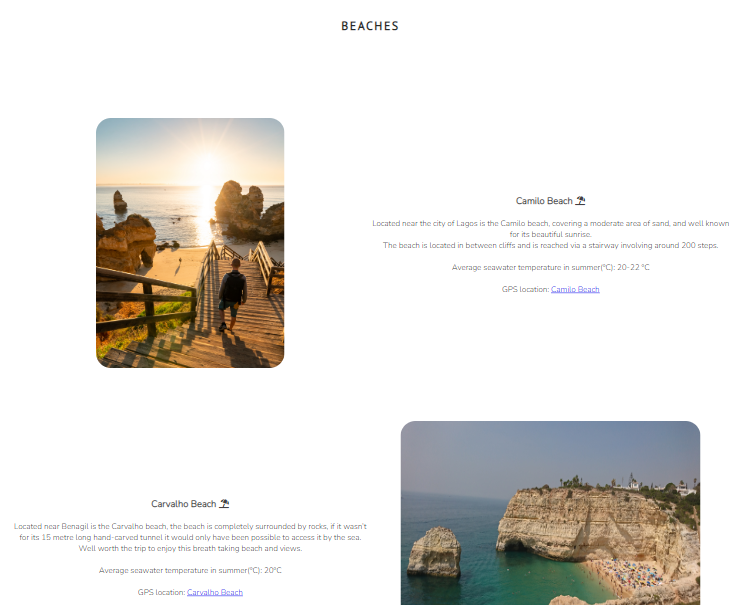 BEACHES
Camilo Beach
Located near the city of Lagos is the Camilo beach, covering a moderate area of sand, and well known
for its beautiful sunrise.
The beach is located in between cliffs and is reached via a stairway involving around 200 steps.
Average seawater temperature in summer(°C): 20-22 °C
GPS location: Camilo Beach
Carvalho Beach
Located near Benagil is the Carvalho beach, the beach is completely surrounded by rocks, if it wasn't
for its 15 metre long hand-carved tunnel it would only have been possible to access it by the sea.
Well worth the trip to enjoy this breath taking beach and views.
Average seawater temperature in summer(°C): 20°C
GPS location: Carvalho Beach